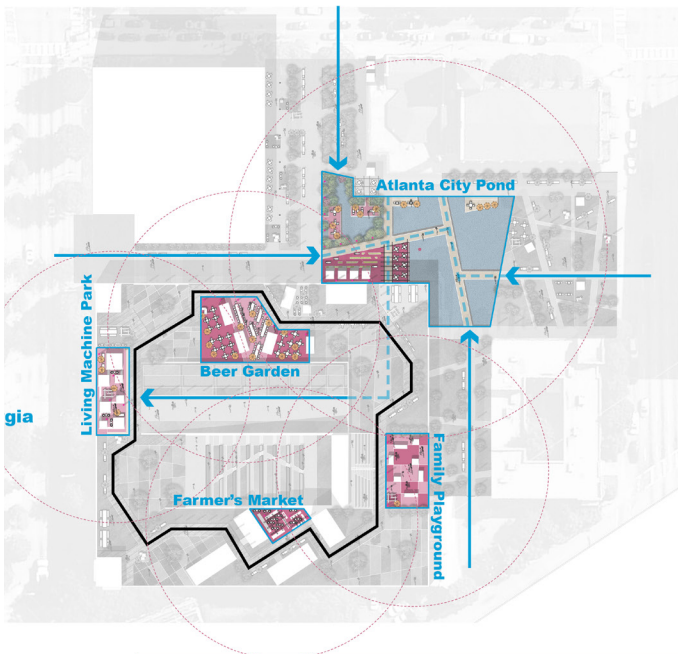 Atlanta City Pond
Living Machine Park
Beer Garden
gia
Family Playground
Farmer's Market